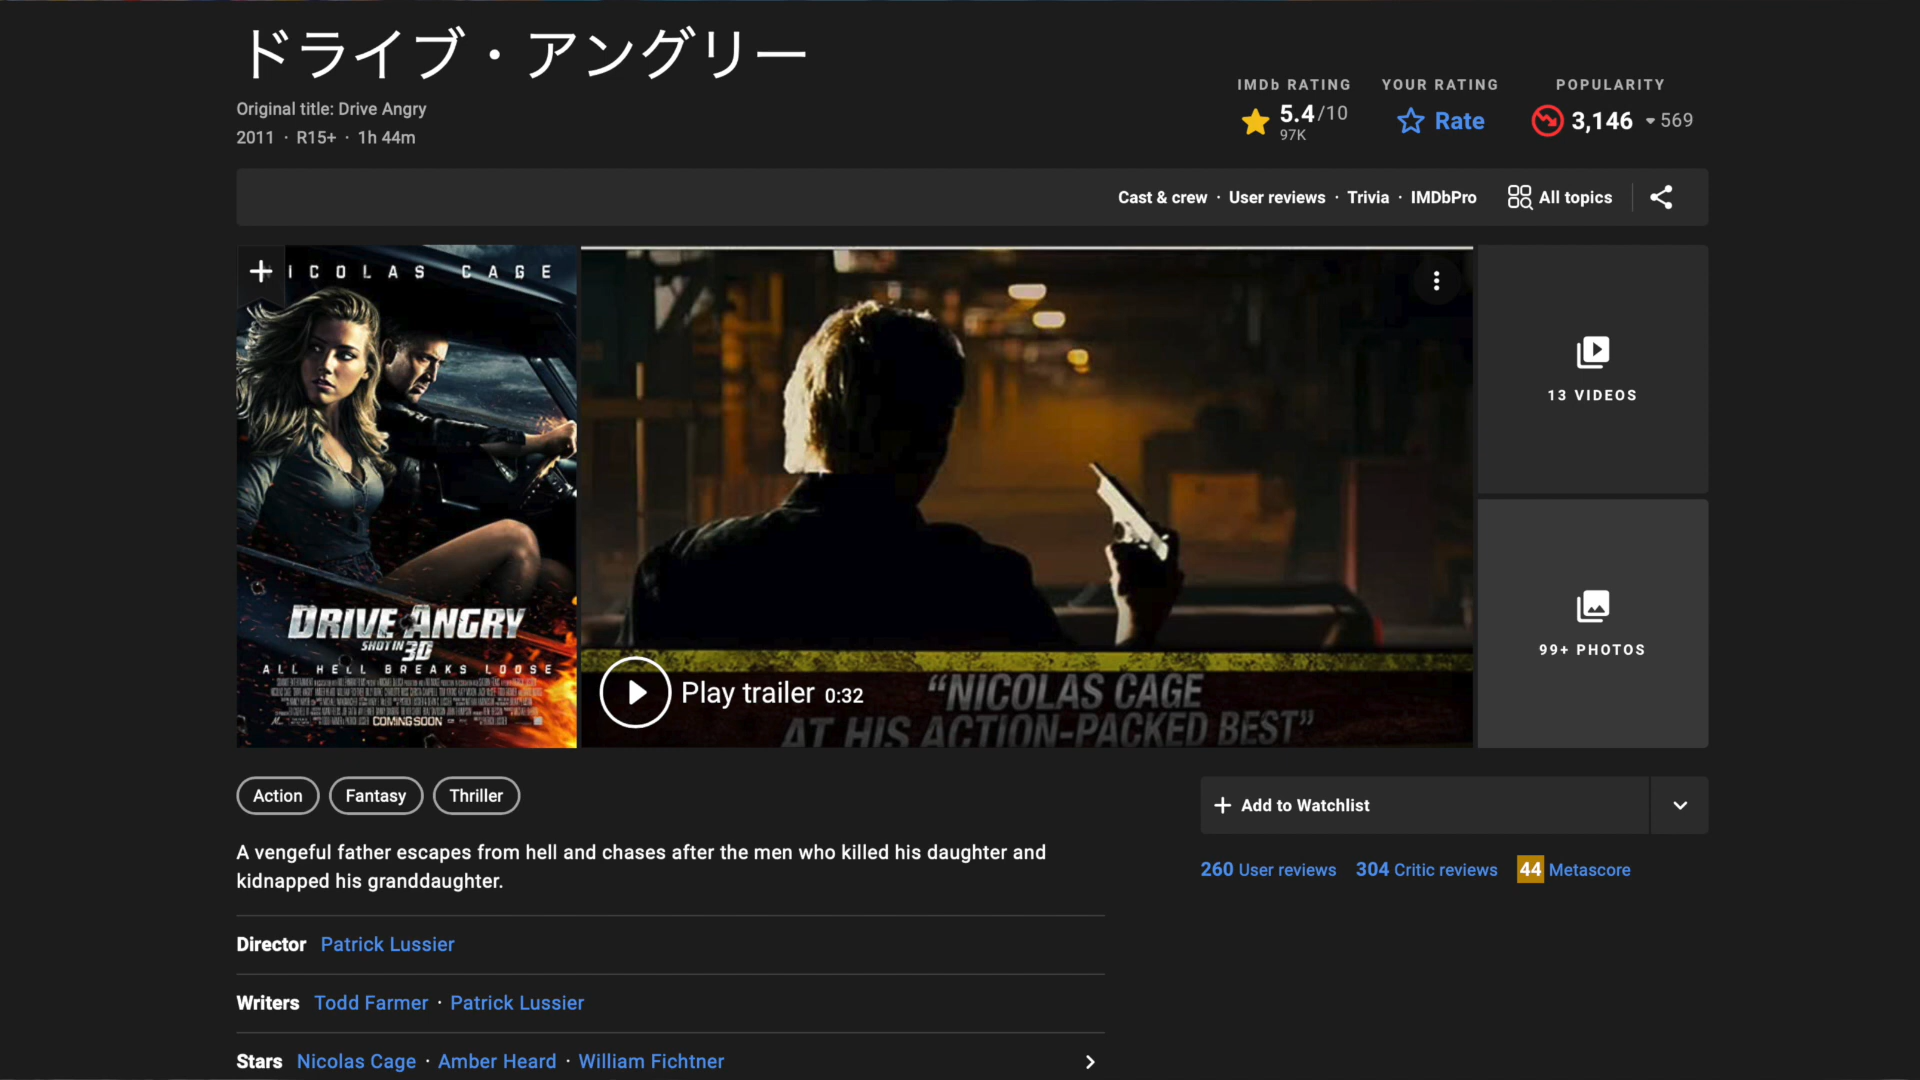 ドライブ・アングリー
Original title: Drive Angry
2011 · R15+ · 1h 44m
IMDb RATING
5.4/10
97K
YOUR RATING
Rate
POPULARITY
3,146
569
Cast & crew · User reviews · Trivia · IMDbPro
All topics
ICOLAS CAGE
DRIVE ANGRY
SHOT IN 3D
ALL HELL BREAKS LOOSE
COMING SOON
Play trailer 0:32
“NICOLAS CAGE
AT HIS ACTION-PACKED BEST”
13 VIDEOS
99+ PHOTOS
Action
Fantasy
Thriller
A vengeful father escapes from hell and chases after the men who killed his daughter and
kidnapped his granddaughter.
Director Patrick Lussier
Writers Todd Farmer · Patrick Lussier
Stars Nicolas Cage · Amber Heard · William Fichtner
Add to Watchlist
260 User reviews 304 Critic reviews 44 Metascore